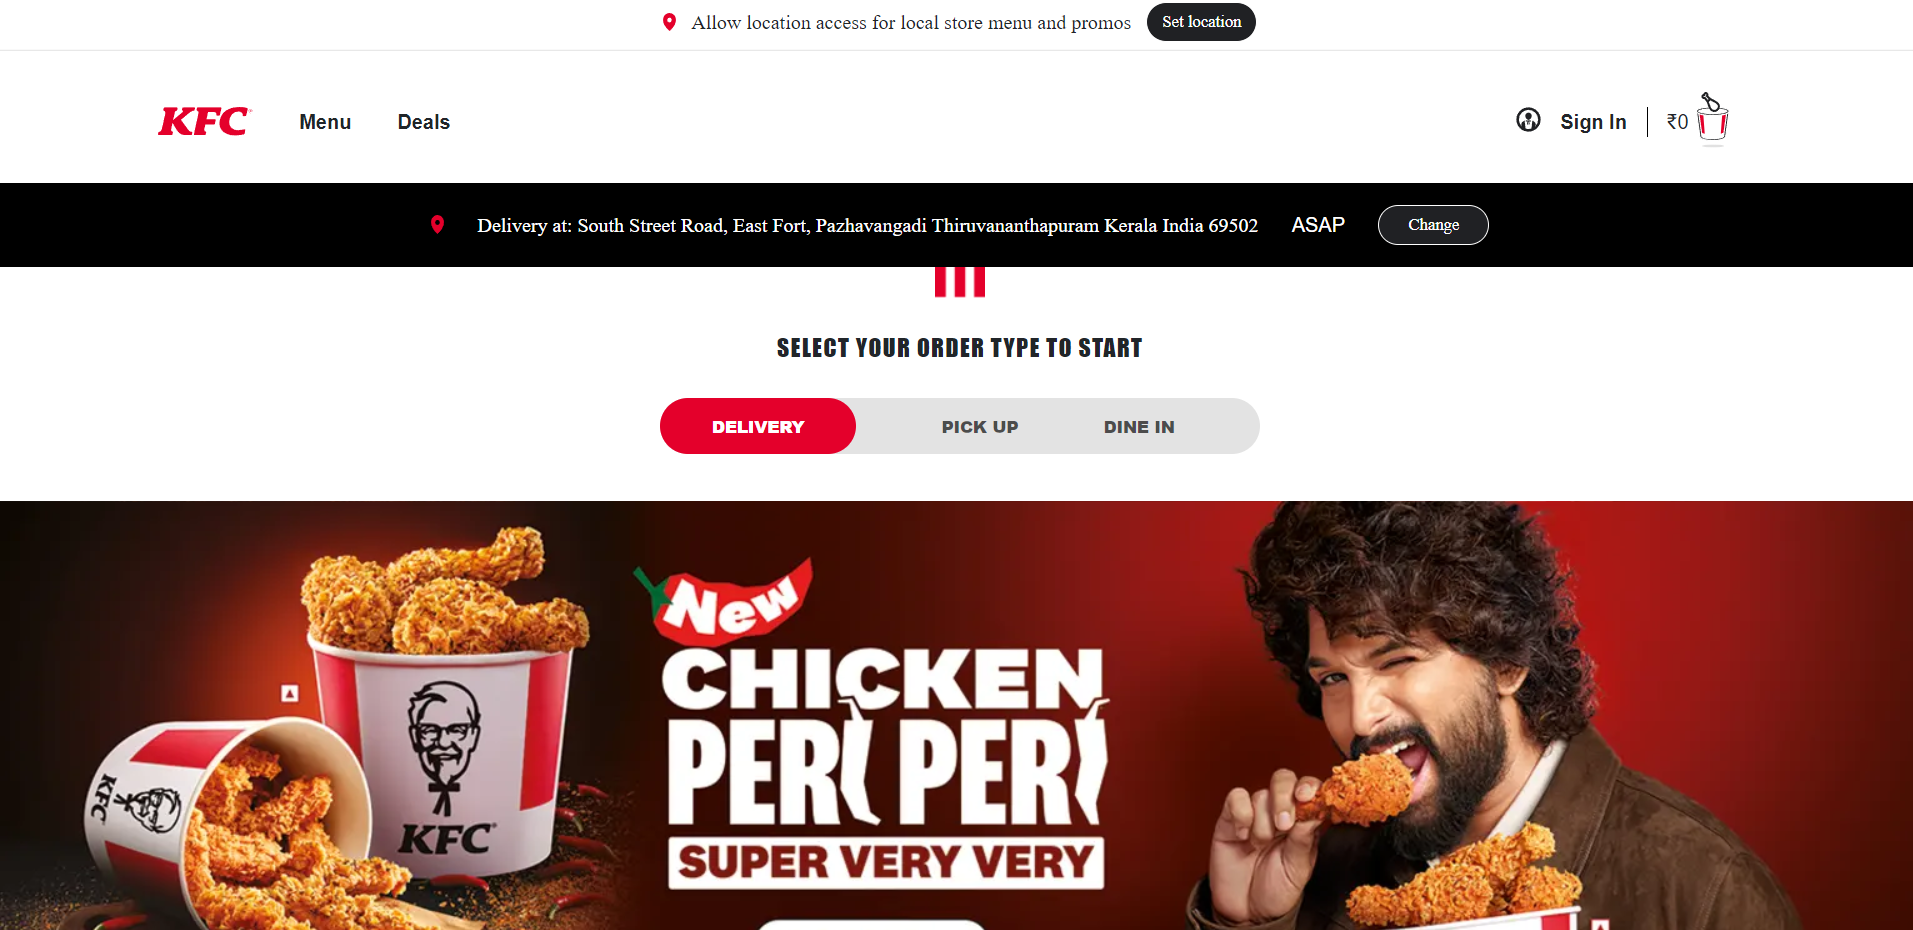 Allow location access for local store menu and promos Set location
KFC Menu Deals Sign In ₹0
Delivery at: South Street Road, East Fort, Pazhavangadi Thiruvananthapuram Kerala India 69502 ASAP Change
SELECT YOUR ORDER TYPE TO START
DELIVERY PICK UP DINE IN
New
CHICKEN
PERI PERI
SUPER VERY VERY
KFC
KFC